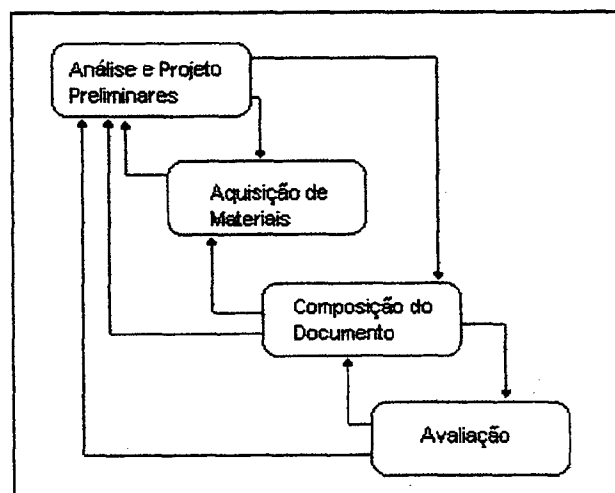 Análise e Projeto
Preliminares
Aquisição de
Materiais
Composição do
Documento
Avaliação